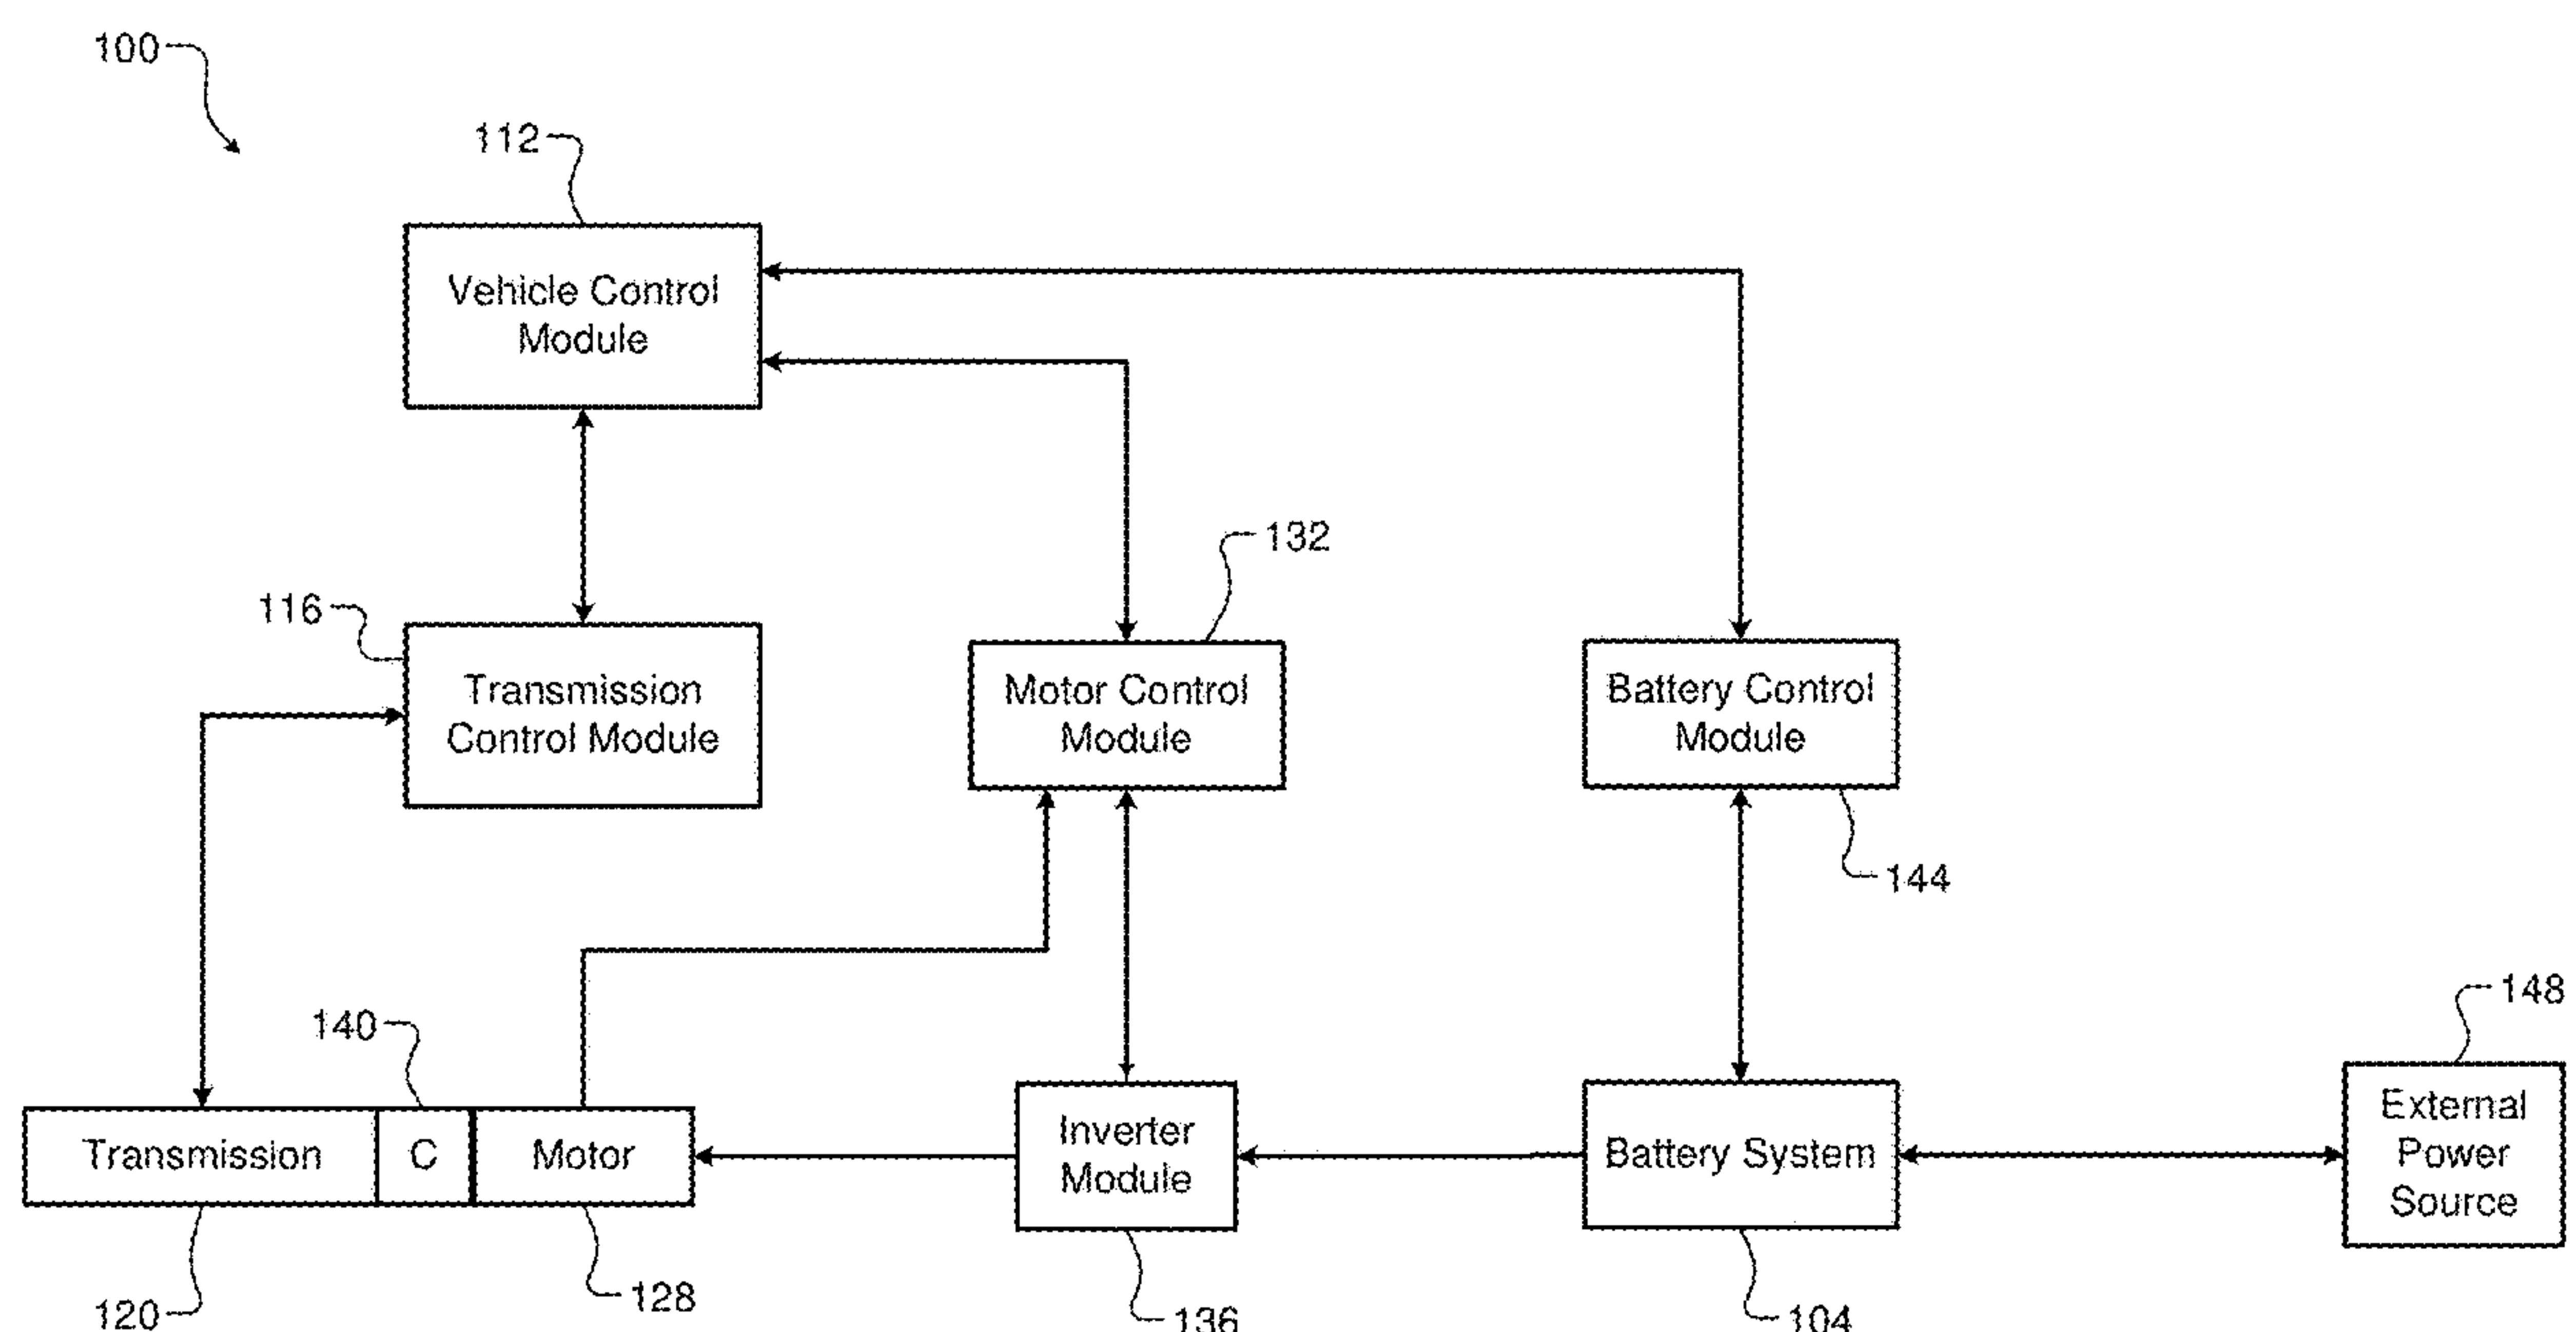 100
112
Vehicle Control
Module
132
116
Transmission
Control Module
Motor Control
Module
Battery Control
Module
144
148
140
Transmission
C
Motor
Inverter
Module
Battery System
External
Power
Source
120
128
136
104